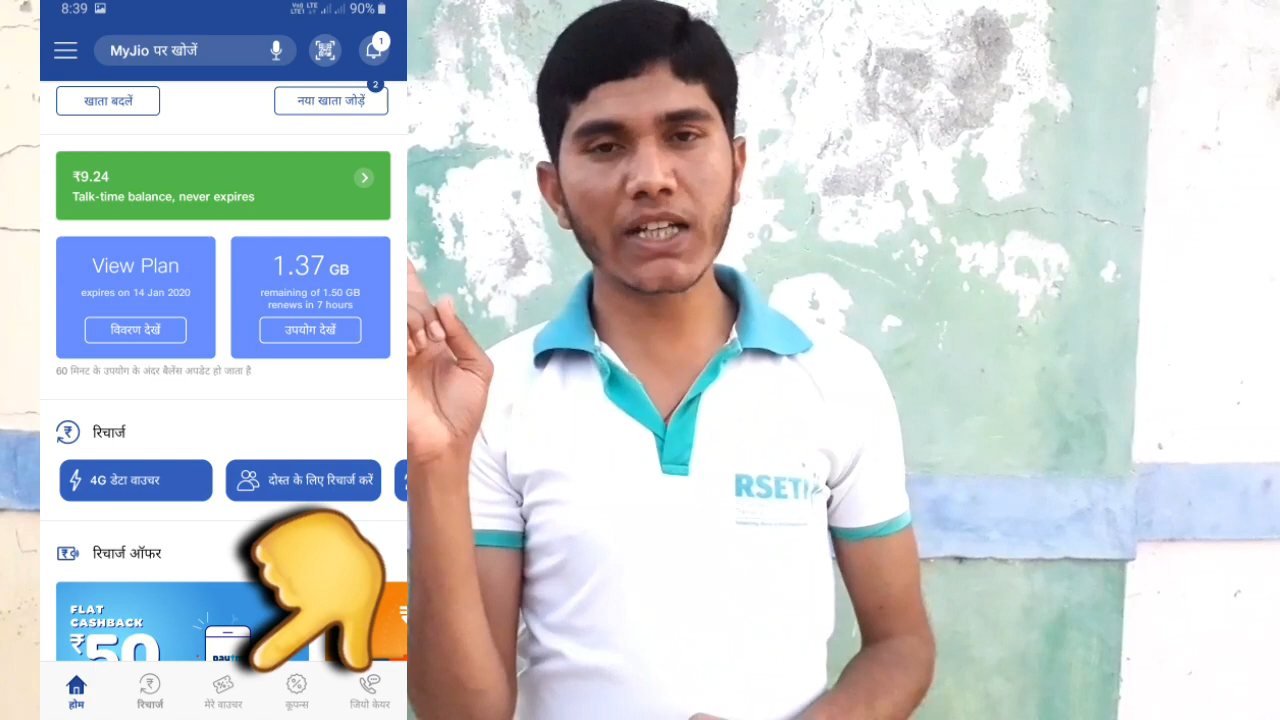 8:39
LTE
90%
MyJio पर खोजें
1
2
खाता बदलें
नया खाता जोड़ें
₹9.24
Talk-time balance, never expires
View Plan
expires on 14 Jan 2020
विवरण देखें
1.37 GB
remaining of 1.50 GB
renews in 7 hours
उपयोग देखें
60 मिनट के उपयोग के अंदर बैलेंस अपडेट हो जाता है
रिचार्ज
4G डेटा वाउचर
दोस्त के लिए रिचार्ज करें
रिचार्ज ऑफर
FLAT
CASHBACK
₹50
होम
रिचार्ज
मेरे वाउचर
कूपन्स
जियो केयर
RSETI